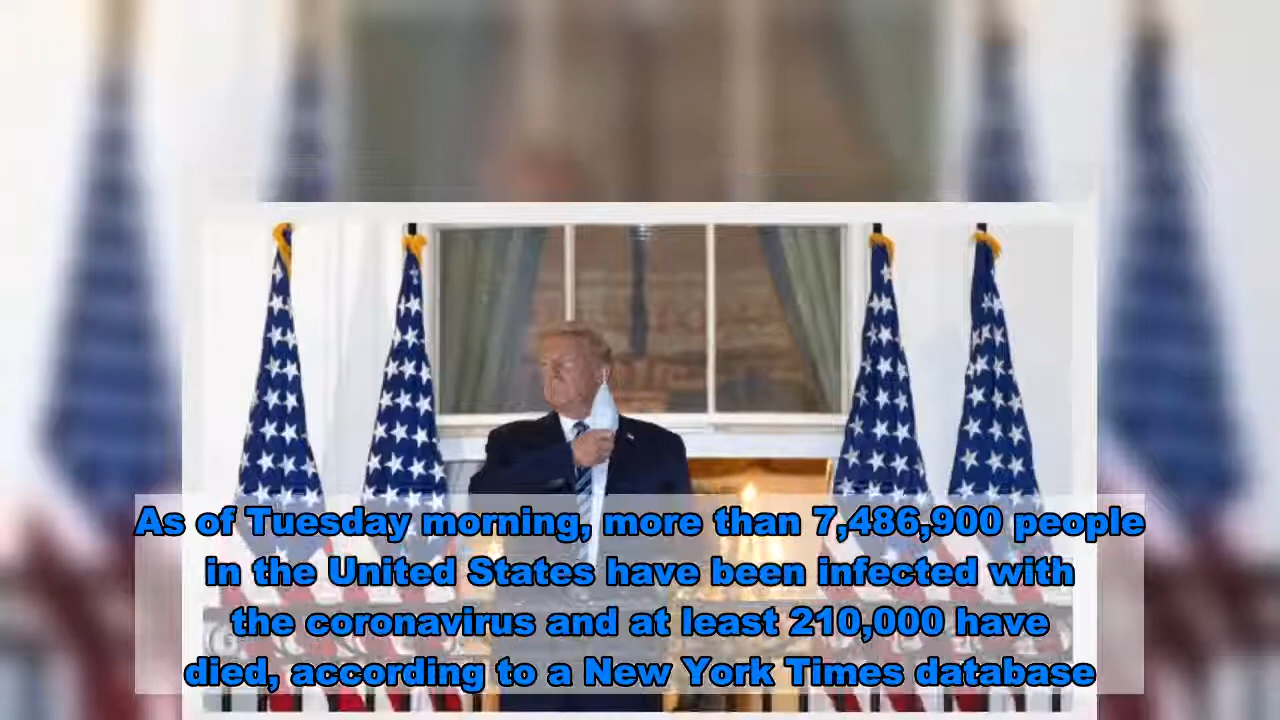 As of Tuesday morning, more than 7,486,900 people
in the United States have been infected with
the coronavirus and at least 210,000 have
died, according to a New York Times database